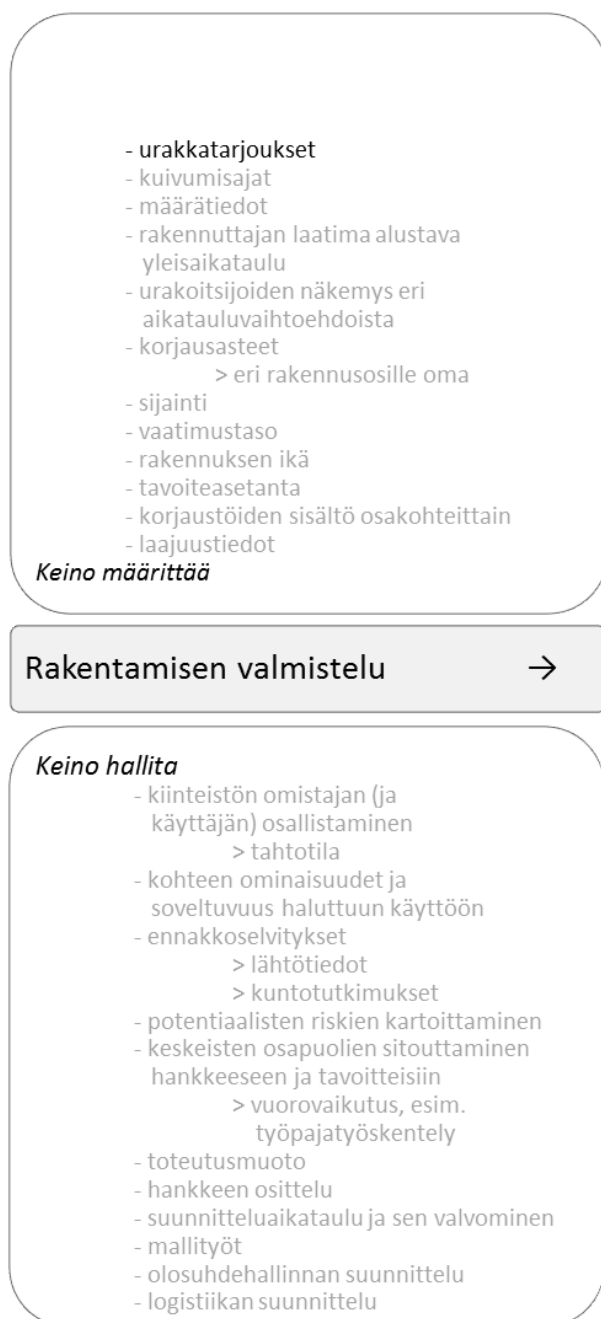 - urakkatarjoukset
- kuivumisajat
- määrätiedot
- rakennuttajan laatima alustava
yleisaikataulu
- urakoitsijoiden näkemys eri
aikatauluvaihtoehdoista
- korjausasteet
> eri rakennusosille oma
- sijainti
- vaatimustaso
- rakennuksen ikä
- tavoiteasetanta
- korjaustöiden sisältö osakohteittain
- laajuustiedot
Keino määrittää
Rakentamisen valmistelu →
Keino hallita
- kiinteistön omistajan (ja
käyttäjän) osallistaminen
> tahtotila
- kohteen ominaisuudet ja
soveltuvuus haluttuun käyttöön
- ennakkoselvitykset
> lähtötiedot
> kuntotutkimukset
- potentiaalisten riskien kartoittaminen
- keskeisten osapuolien sitouttaminen
hankkeeseen ja tavoitteisiin
> vuorovaikutus, esim.
työpajatyöskentely
- toteutusmuoto
- hankkeen osittelu
- suunnitteluaikataulu ja sen valvominen
- mallityöt
- olosuhdehallinnan suunnittelu
- logistiikan suunnittelu